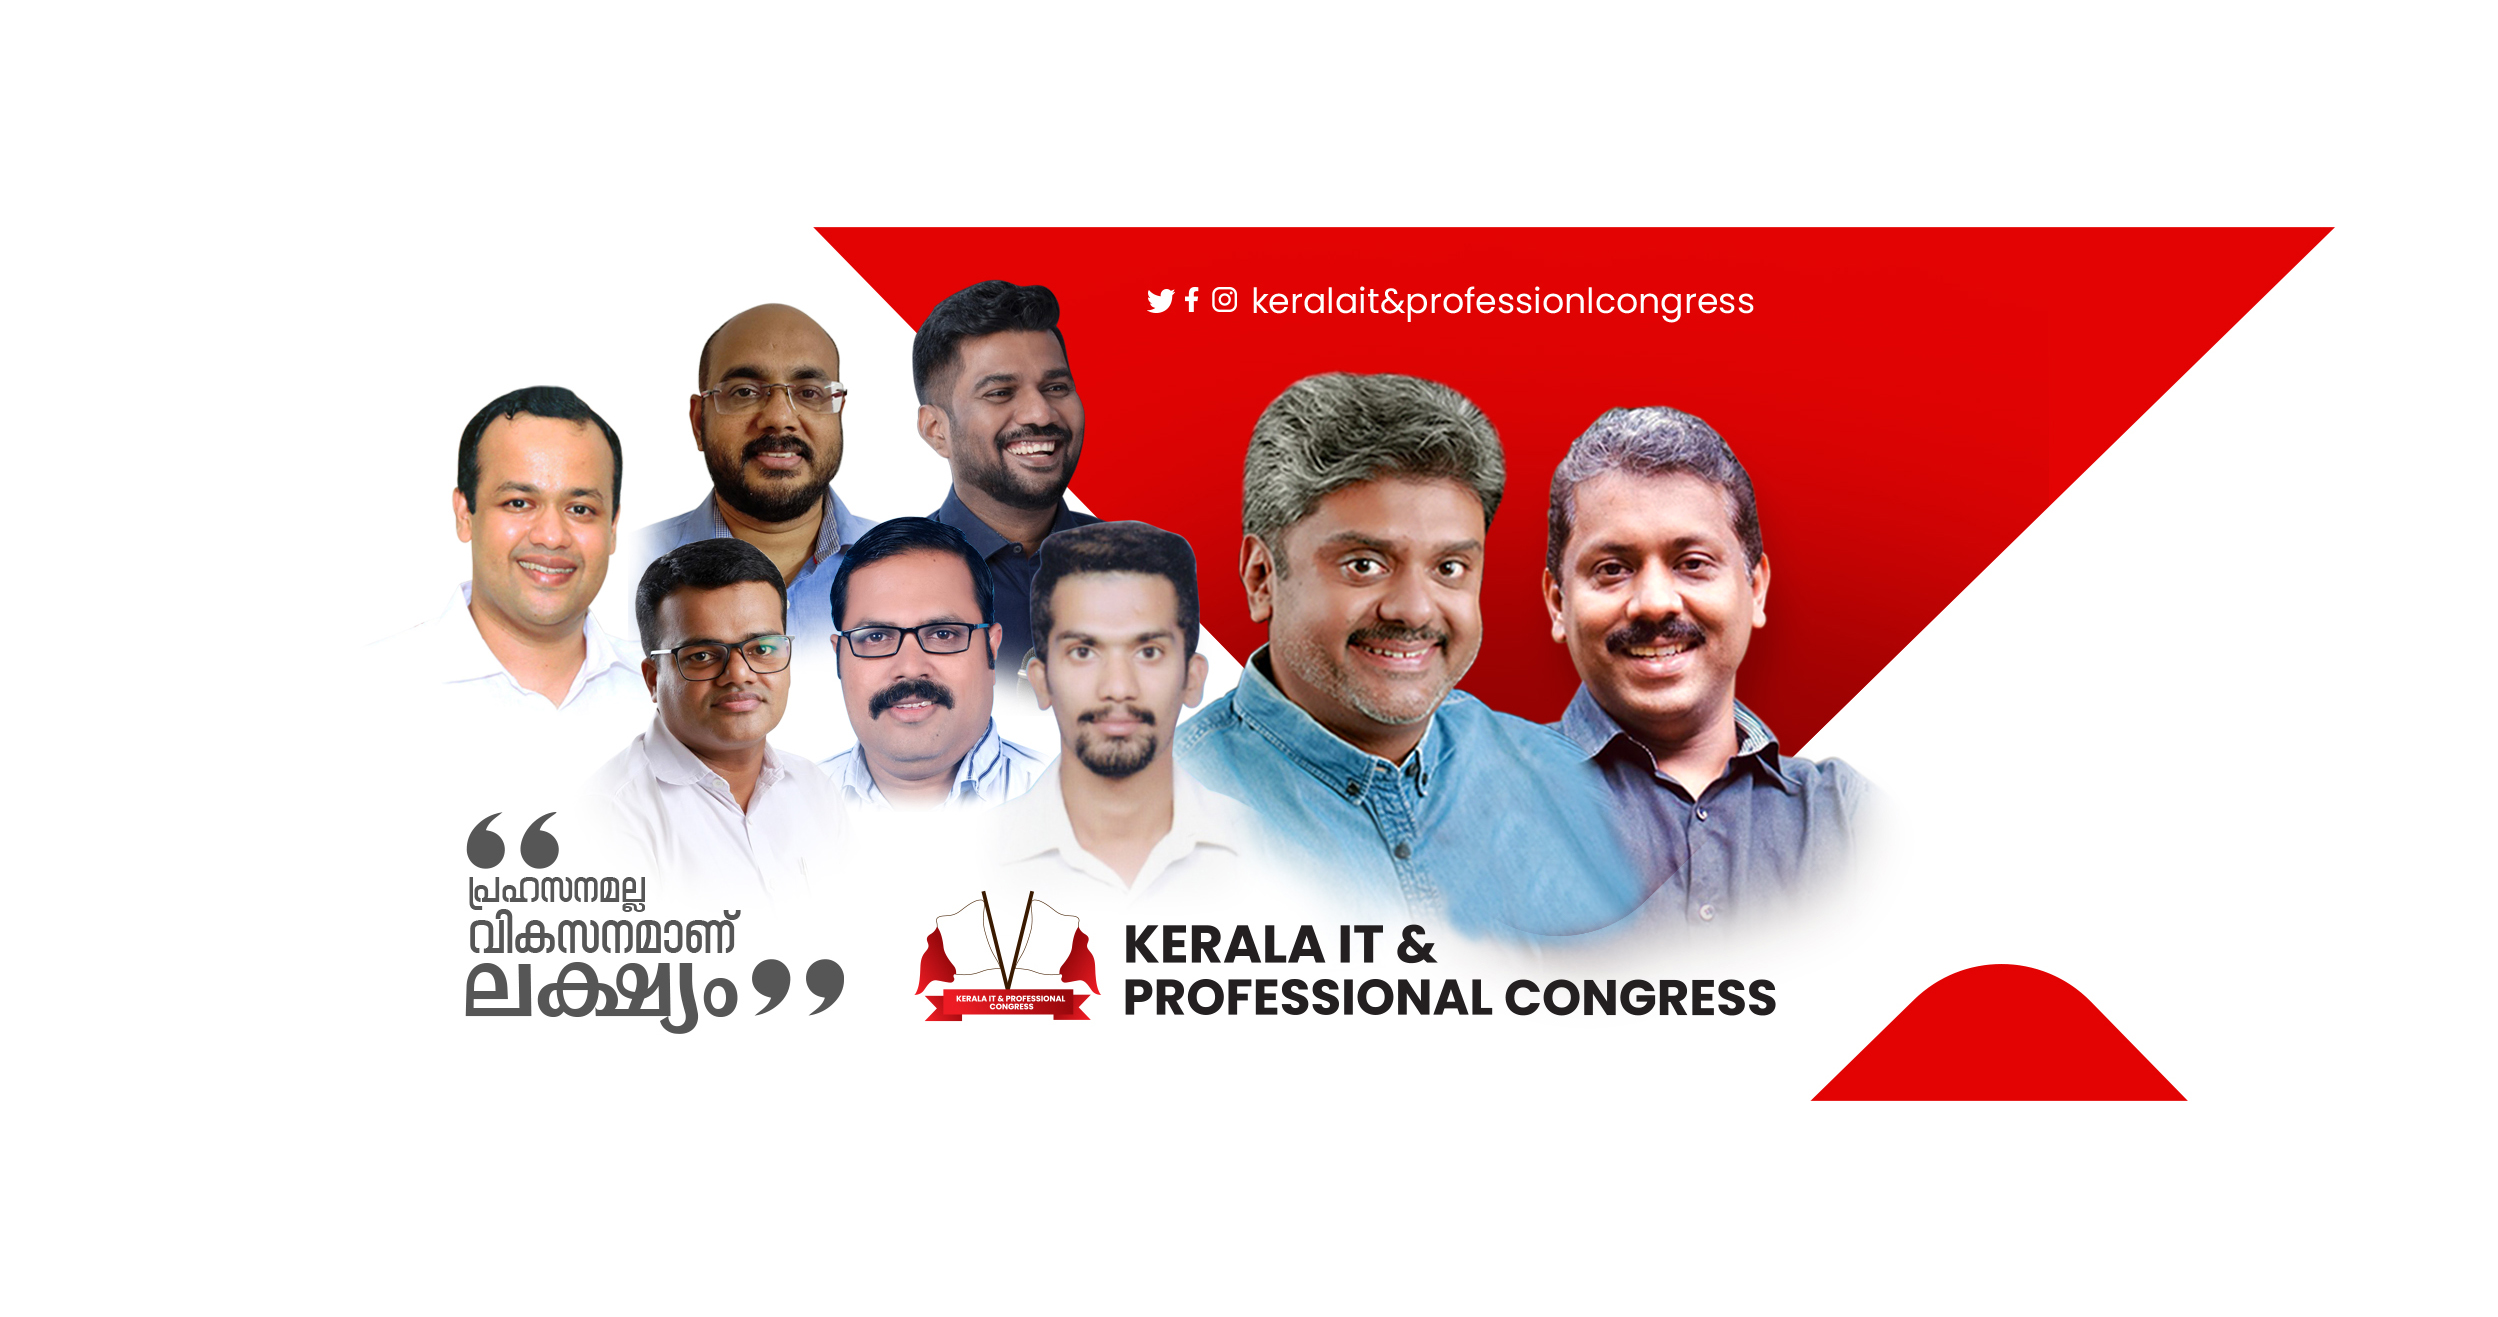 keralait&professionlcongress
“
പ്രഹസനമല്ല
വികസനമാണ്
ലക്ഷ്യം”
KERALA IT & PROFESSIONAL
CONGRESS
KERALA IT &
PROFESSIONAL CONGRESS